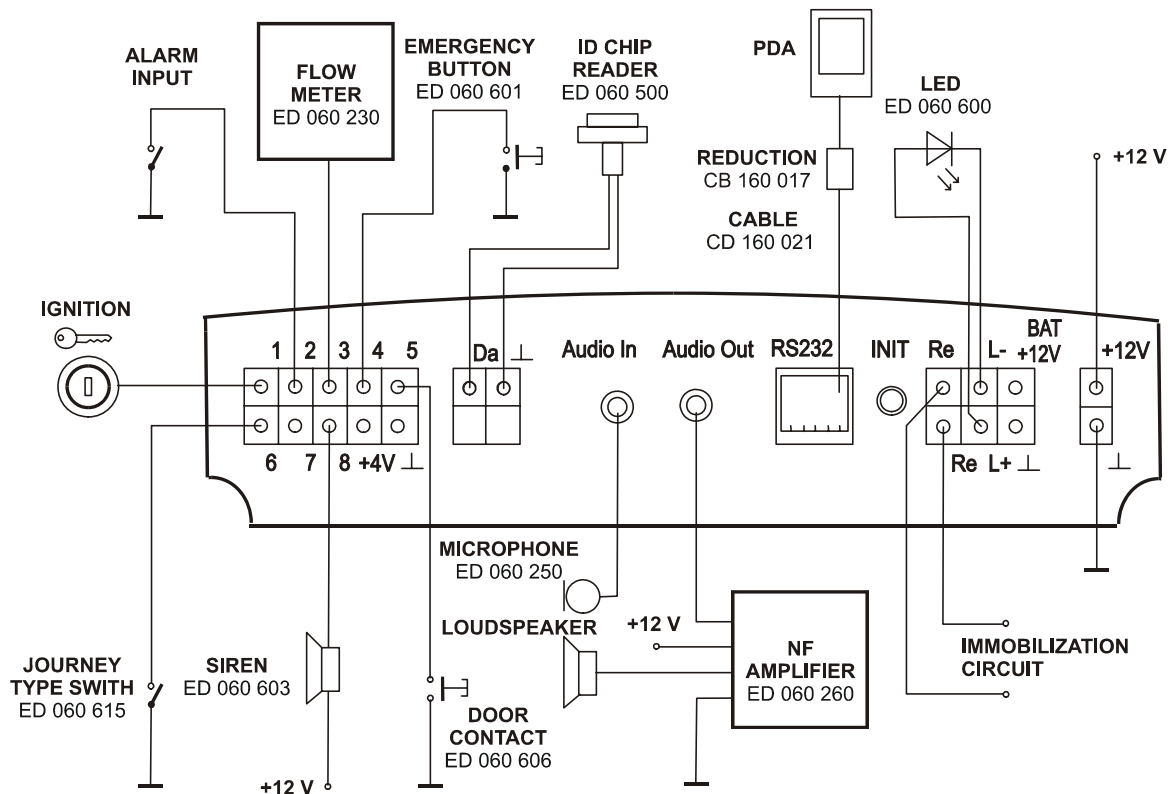 ALARM
INPUT
FLOW
METER
ED 060 230
EMERGENCY
BUTTON
ED 060 601
ID CHIP
READER
ED 060 500
PDA
REDUCTION
CB 160 017
CABLE
CD 160 021
LED
ED 060 600
+12 V
IGNITION
1 2 3 4 5
Da ⊥
Audio In
Audio Out
RS232
INIT
Re
L-
BAT
+12V
+12V
6 7 8 +4V ⊥
Re L+ ⊥
⊥
MICROPHONE
ED 060 250
LOUDSPEAKER
+12 V
NF
AMPLIFIER
ED 060 260
IMMOBILIZATION
CIRCUIT
JOURNEY
TYPE SWITH
ED 060 615
SIREN
ED 060 603
+12 V
DOOR
CONTACT
ED 060 606